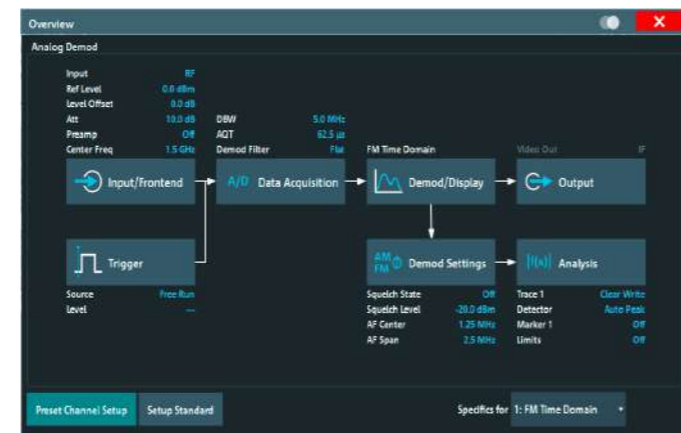 Overview
Analog Demod
Input RF
Ref Level 0.0 dBm
Level Offset 0.0 dB
Att 10.0 dB
Preamp Off
Center Freq 1.5 GHz
DBW 5.0 MHz
AQT 62.5 µs
Demod Filter Flat
FM Time Domain
Video Out IF
Input/Frontend
A/D Data Acquisition
Demod/Display
Output
Trigger
AM FM Φ Demod Settings
|f(x)| Analysis
Source Free Run
Level ---
Squelch State Off
Squelch Level -20.0 dBm
AF Center 1.25 MHz
AF Span 2.5 MHz
Trace 1 Clear Write
Detector Auto Peak
Marker 1 Off
Limits Off
Preset Channel Setup
Setup Standard
Specifics for 1: FM Time Domain